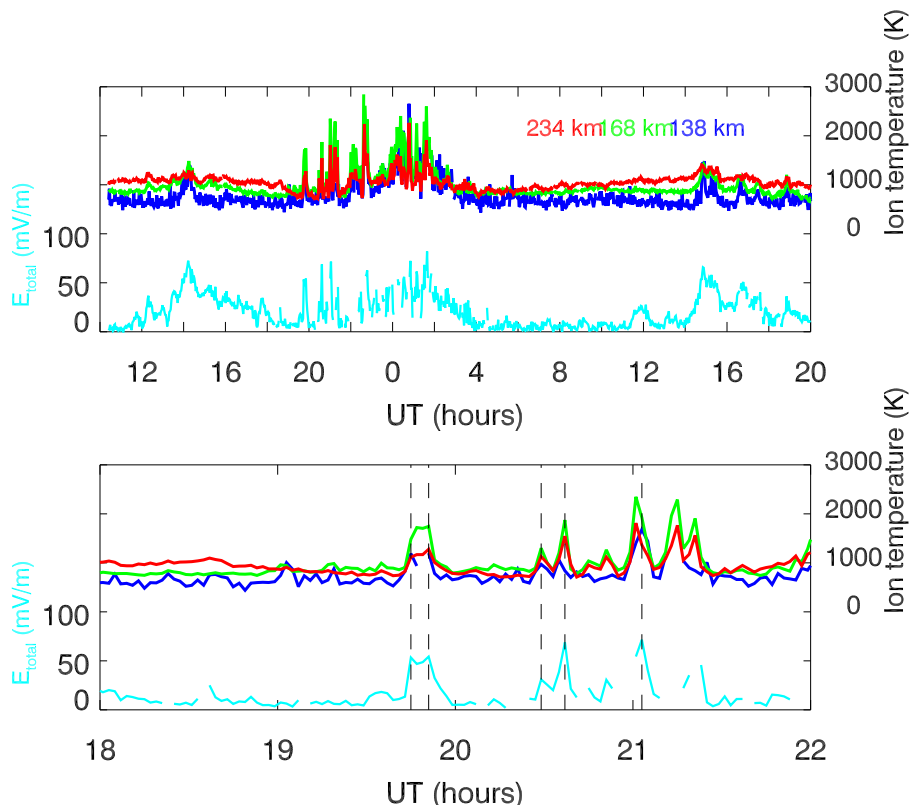 3000
2000
1000
0
Ion temperature (K)
234 km 168 km 138 km
E total (mV/m)
100
50
0
12 16 20 0 4 8 12 16 20
UT (hours)
3000
2000
1000
0
Ion temperature (K)
E total (mV/m)
100
50
0
18 19 20 21 22
UT (hours)